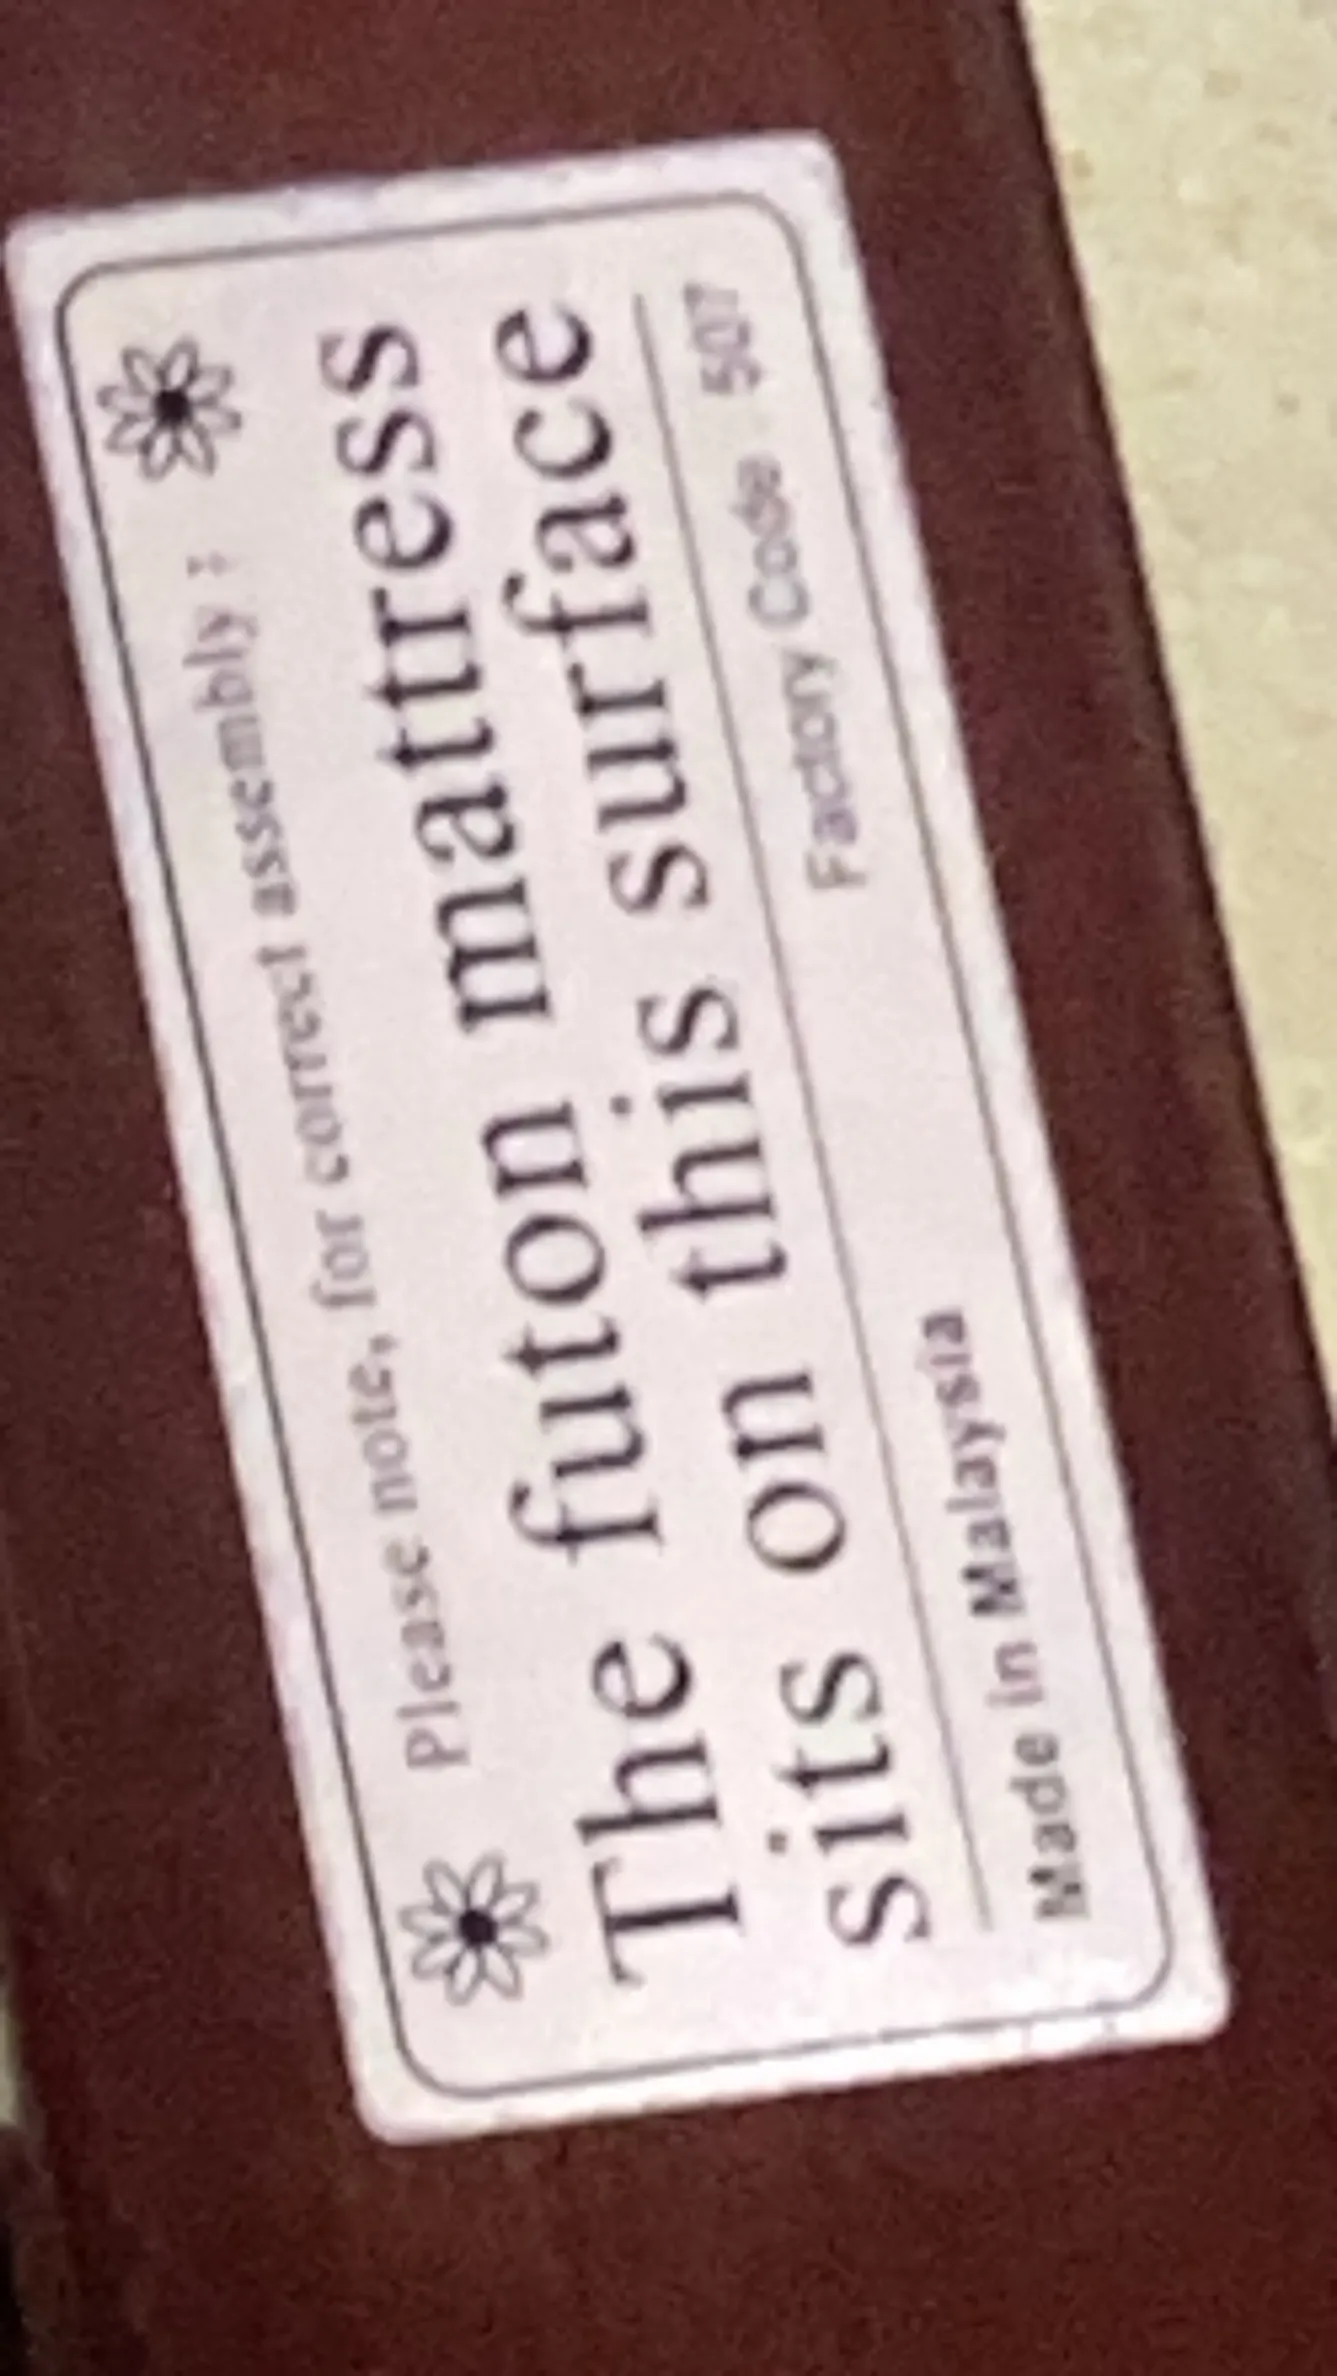 Please note, for correct assembly :
The futon mattress
sits on this surface
Made in Malaysia Factory Code 507